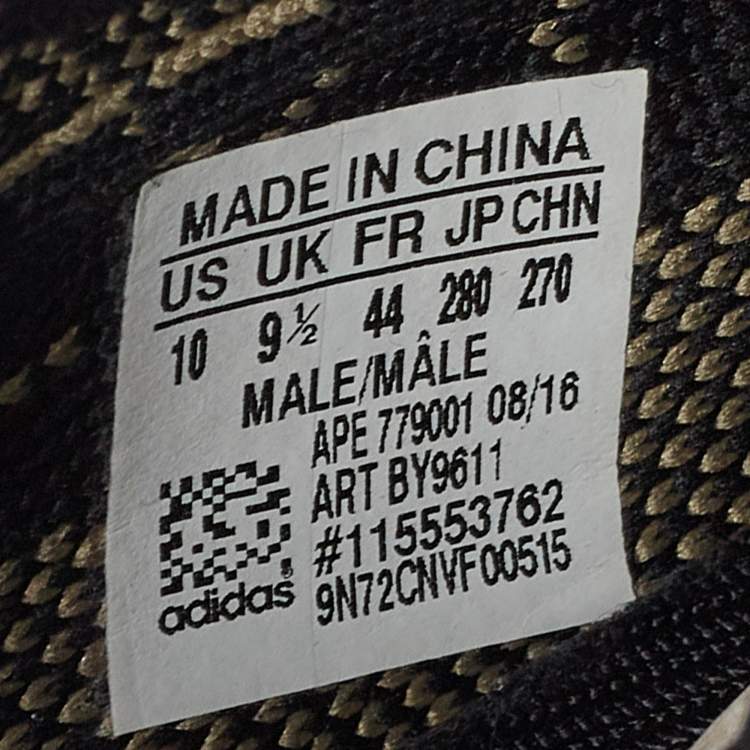 MADE IN CHINA
US UK FR JP CHN
10 9½ 44 280 270
MALE/MÂLE
APE 779001 08/16
ART BY9611
#115553762
9N72CNVF00515
adidas®